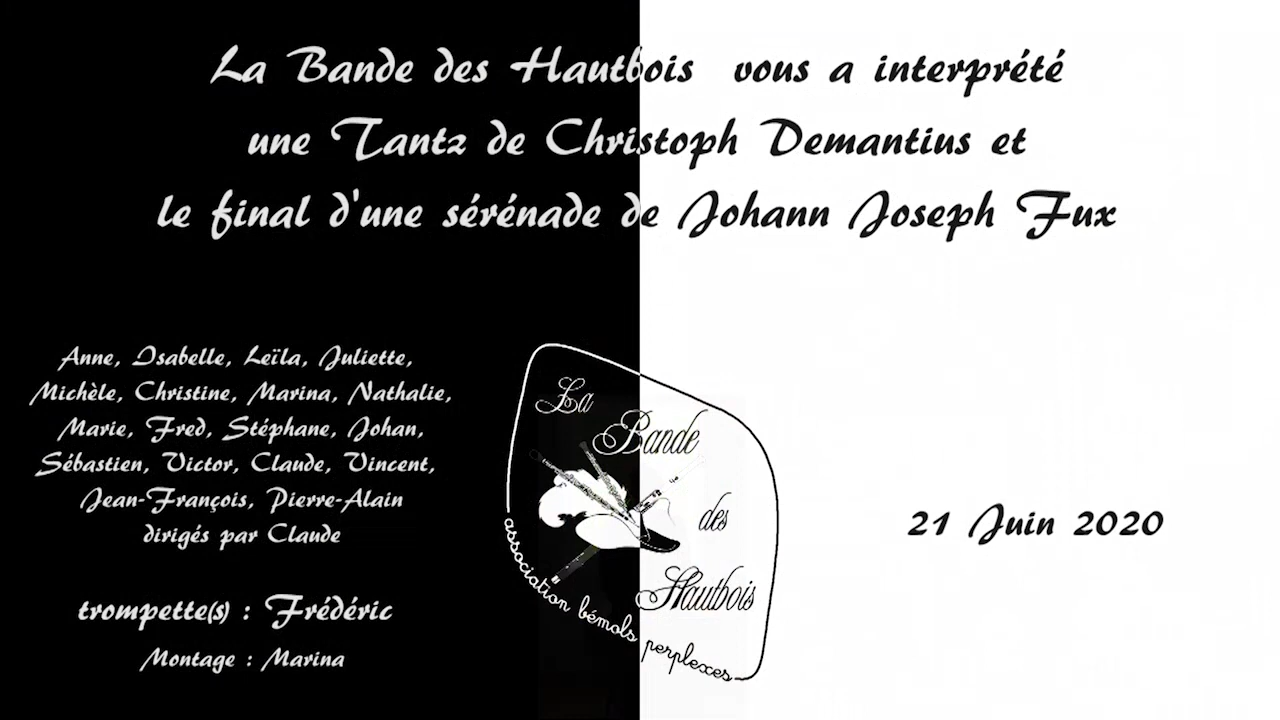 La Bande des Hautbois vous a interprété
une Tantz de Christoph Demantius et
le final d'une sérénade de Johann Joseph Fux
Anne, Isabelle, Leïla, Juliette,
Michèle, Christine, Marina, Nathalie,
Marie, Fred, Stéphane, Johan,
Sébastien, Victor, Claude, Vincent,
Jean-François, Pierre-Alain
dirigés par Claude
trompette(s) : Frédéric
Montage : Marina
La
Bande
des
Hautbois
association bémols perplexes
21 Juin 2020